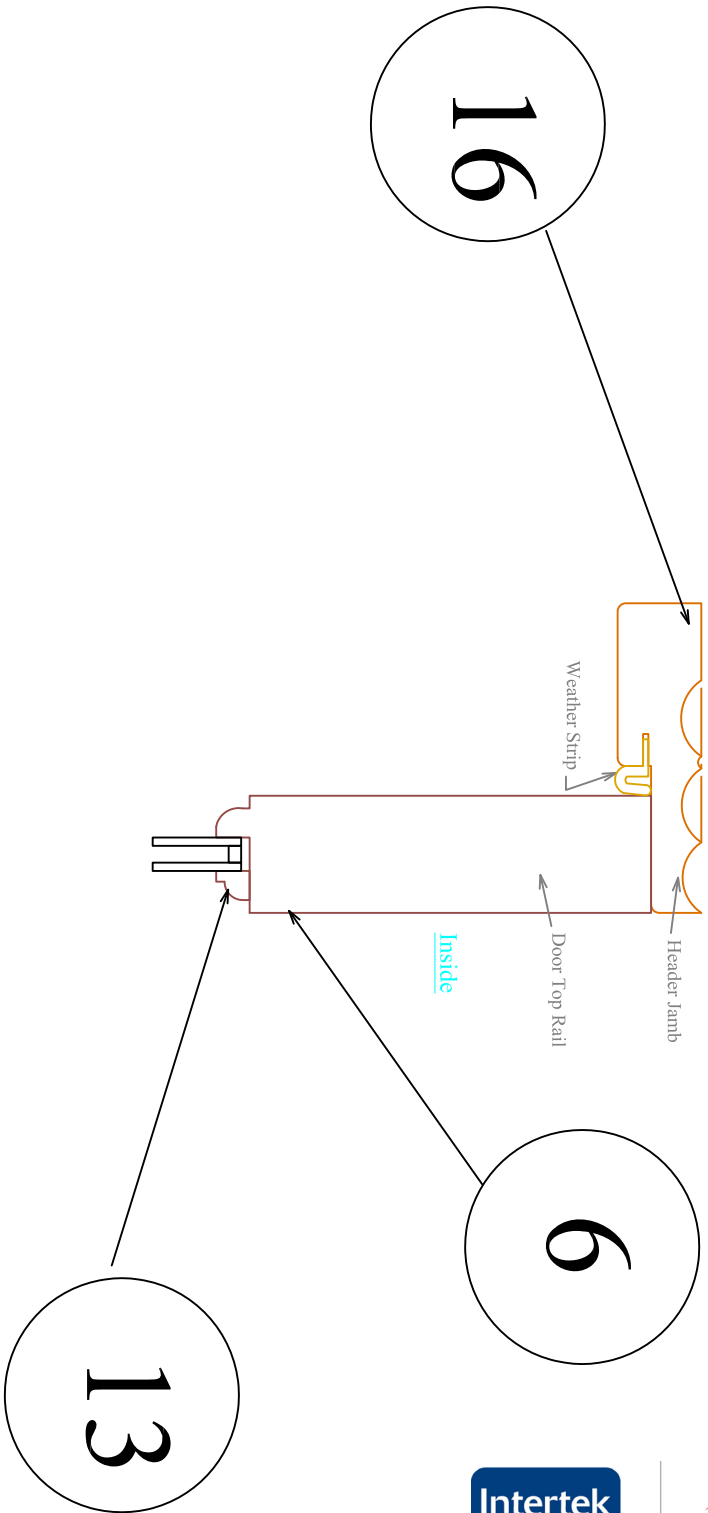 16
Weather Strip
Header Jamb
Door Top Rail
Inside
6
13
Intertek